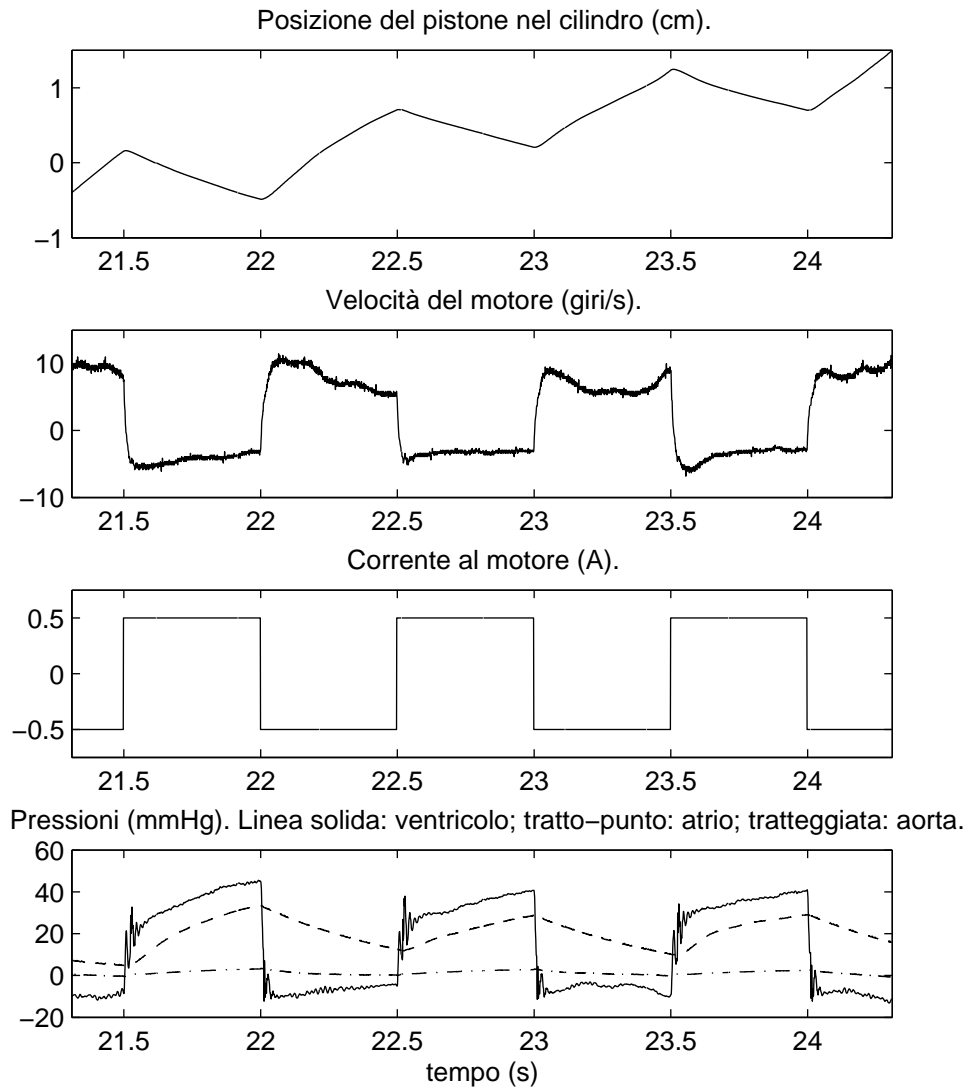 Posizione del pistone nel cilindro (cm).
1
0
−1
21.5 22 22.5 23 23.5 24
Velocità del motore (giri/s).
10
0
−10
21.5 22 22.5 23 23.5 24
Corrente al motore (A).
0.5
0
−0.5
21.5 22 22.5 23 23.5 24
Pressioni (mmHg). Linea solida: ventricolo; tratto−punto: atrio; tratteggiata: aorta.
60
40
20
0
−20
21.5 22 22.5 23 23.5 24
tempo (s)